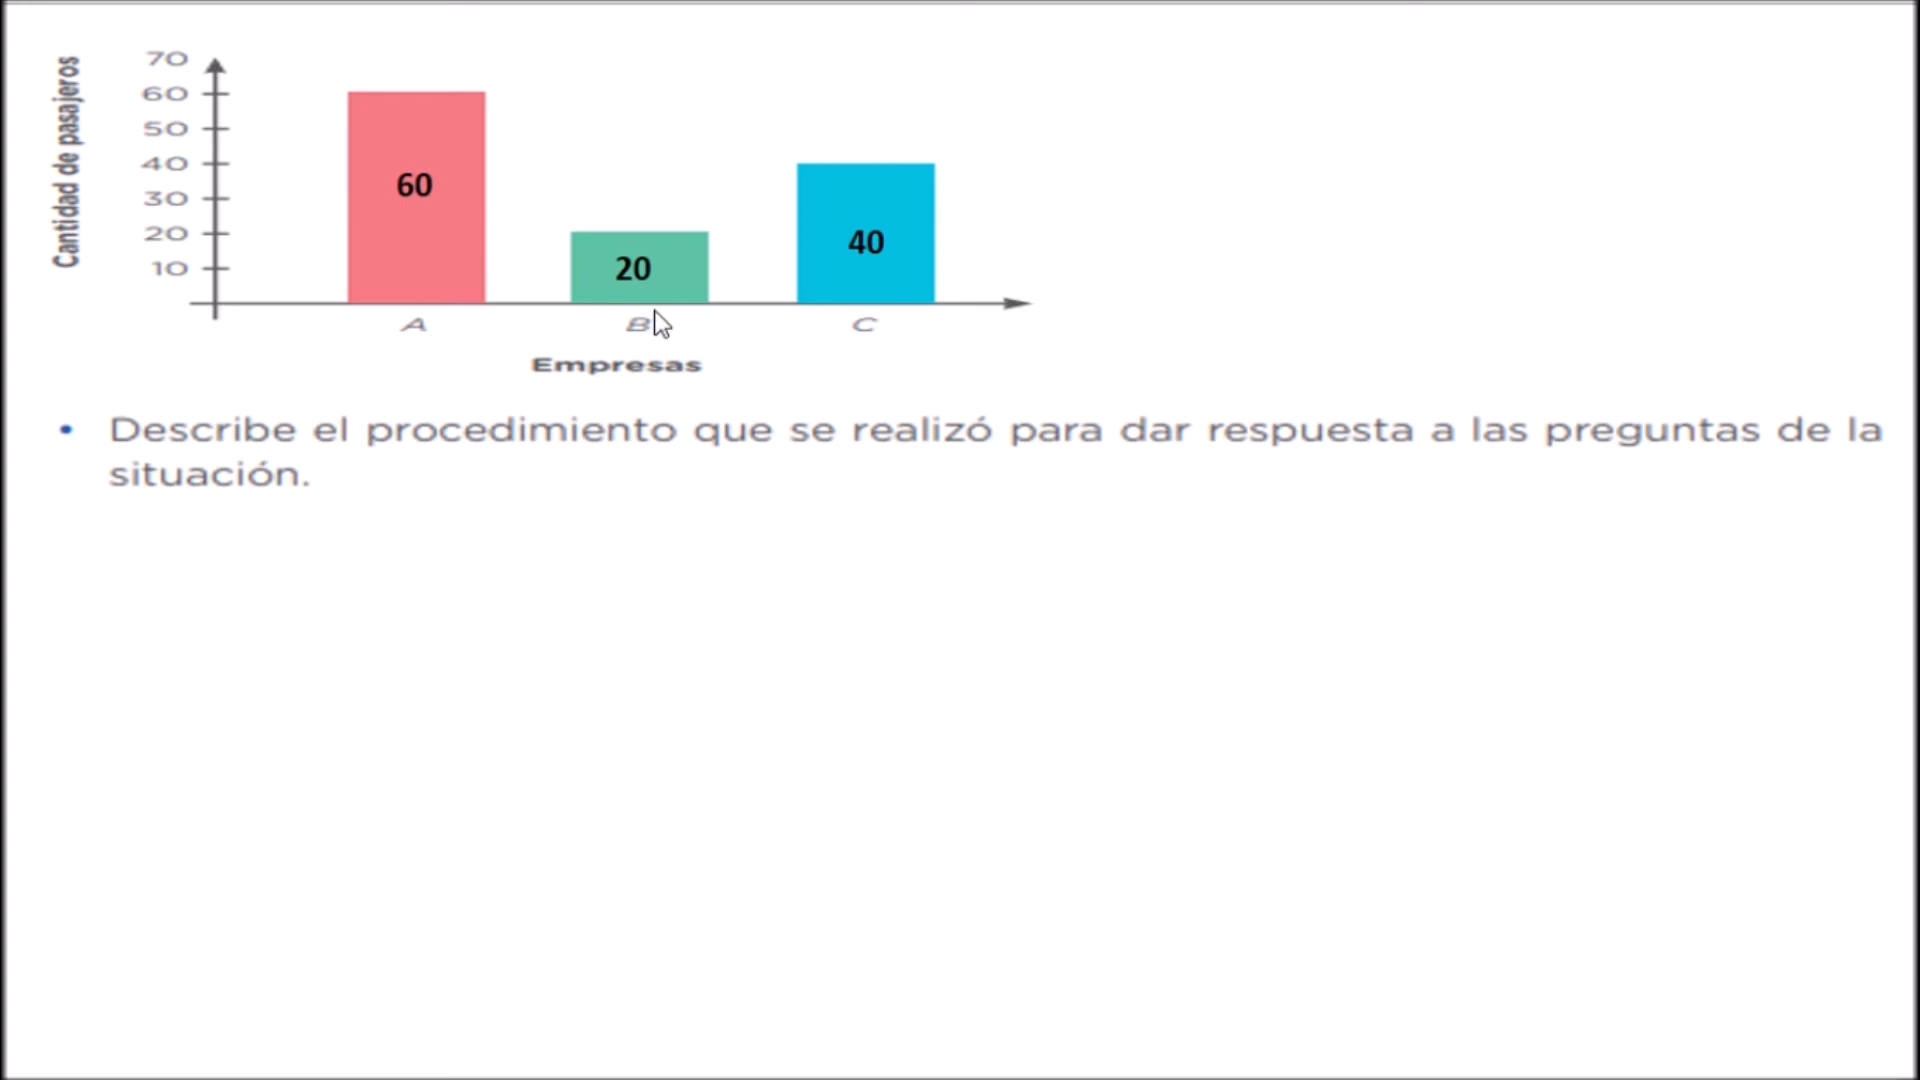 Cantidad de pasajeros
70
60
50
40
30
20
10
60
20
40
A B C
Empresas
• Describe el procedimiento que se realizó para dar respuesta a las preguntas de la
situación.